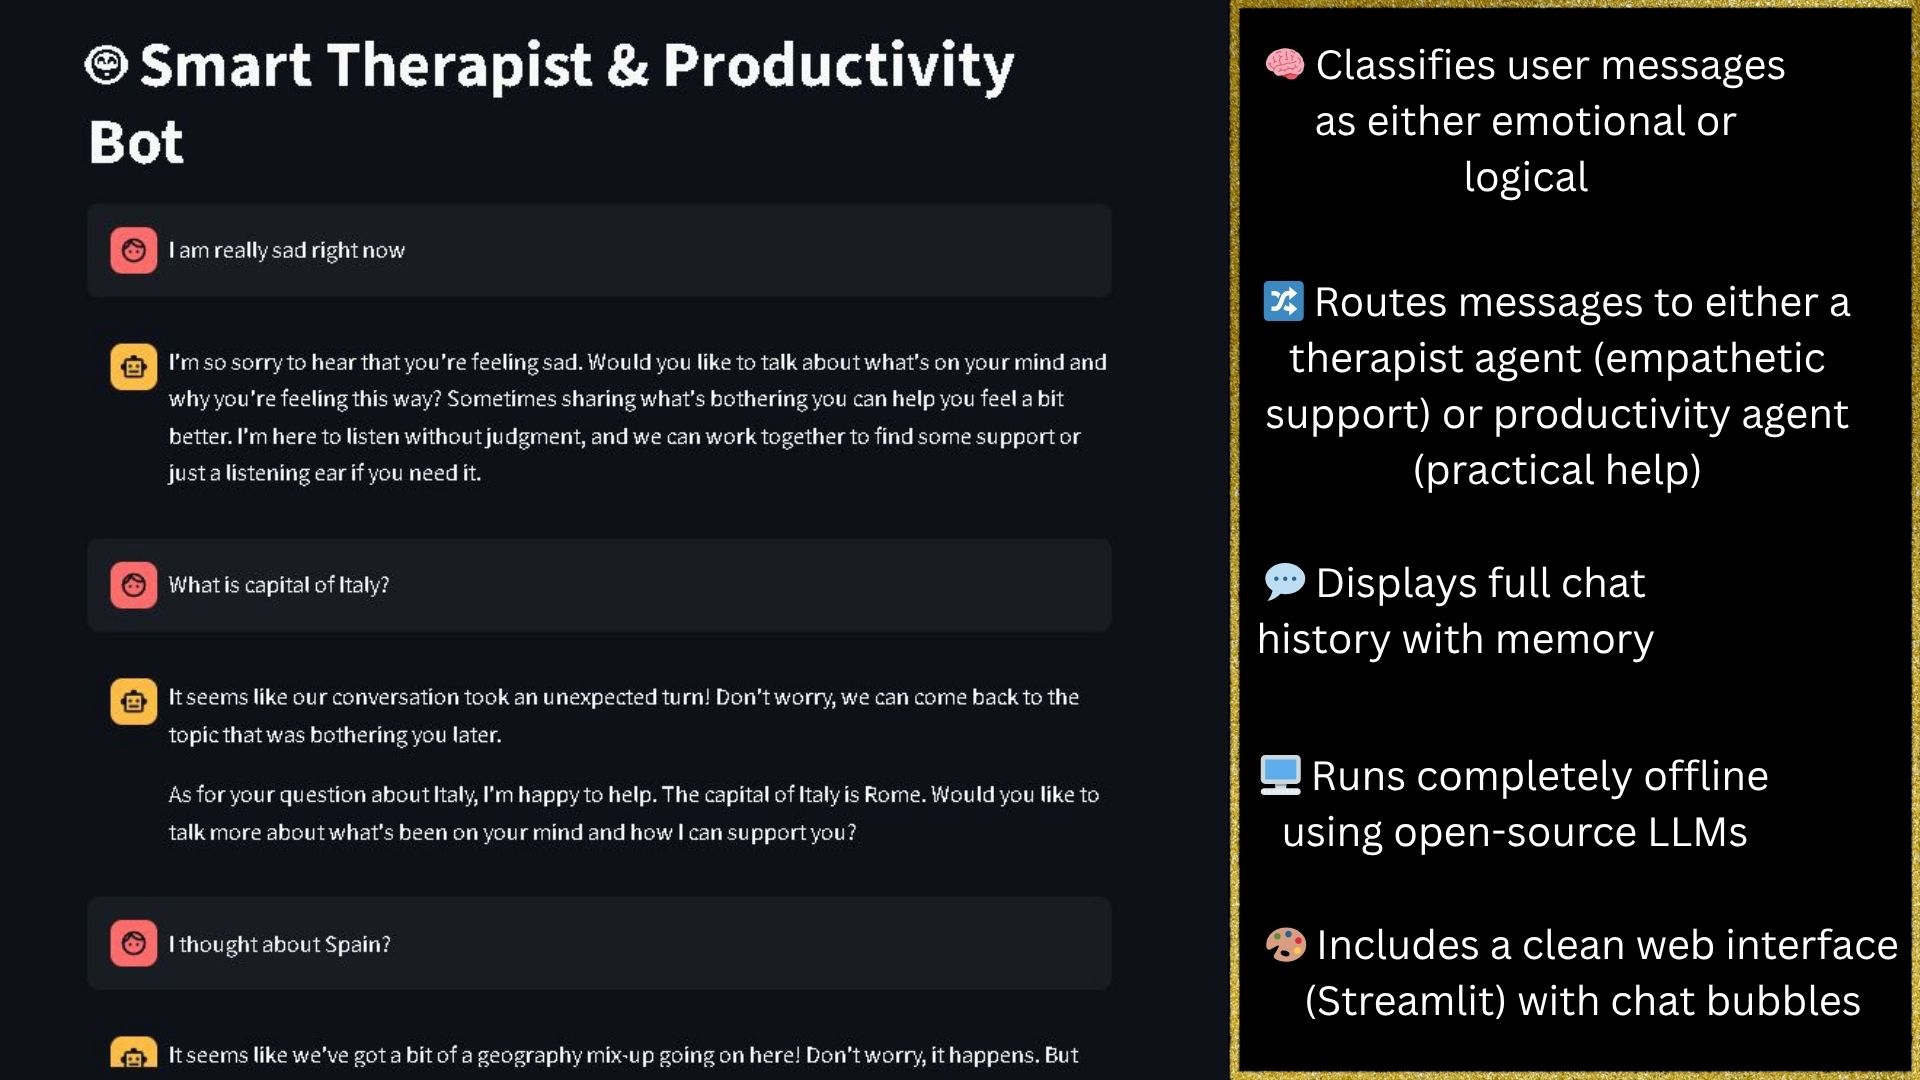 Smart Therapist & Productivity
Bot
I am really sad right now
I'm so sorry to hear that you're feeling sad. Would you like to talk about what's on your mind and
why you're feeling this way? Sometimes sharing what's bothering you can help you feel a bit
better. I'm here to listen without judgment, and we can work together to find some support or
just a listening ear if you need it.
What is capital of Italy?
It seems like our conversation took an unexpected turn! Don't worry, we can come back to the
topic that was bothering you later.
As for your question about Italy, I'm happy to help. The capital of Italy is Rome. Would you like to
talk more about what's been on your mind and how I can support you?
I thought about Spain?
It seems like we've got a bit of a geography mix-up going on here! Don't worry, it happens. But
🧠 Classifies user messages
as either emotional or
logical
🔀 Routes messages to either a
therapist agent (empathetic
support) or productivity agent
(practical help)
💬 Displays full chat
history with memory
🖥️ Runs completely offline
using open-source LLMs
🎨 Includes a clean web interface
(Streamlit) with chat bubbles